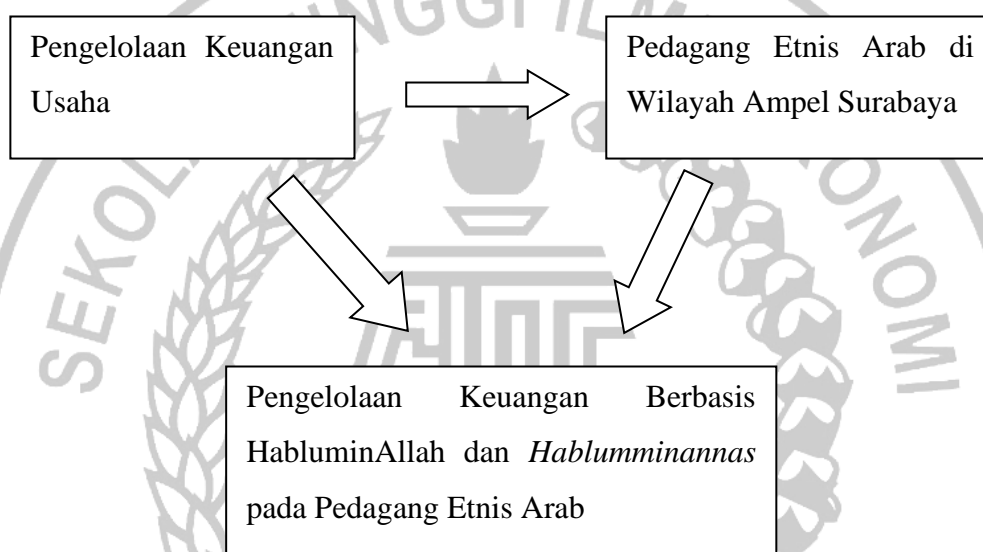 Pengelolaan Keuangan
Usaha
Pedagang Etnis Arab di
Wilayah Ampel Surabaya
Pengelolaan Keuangan Berbasis
HabluminAllah dan Hablumminannas
pada Pedagang Etnis Arab